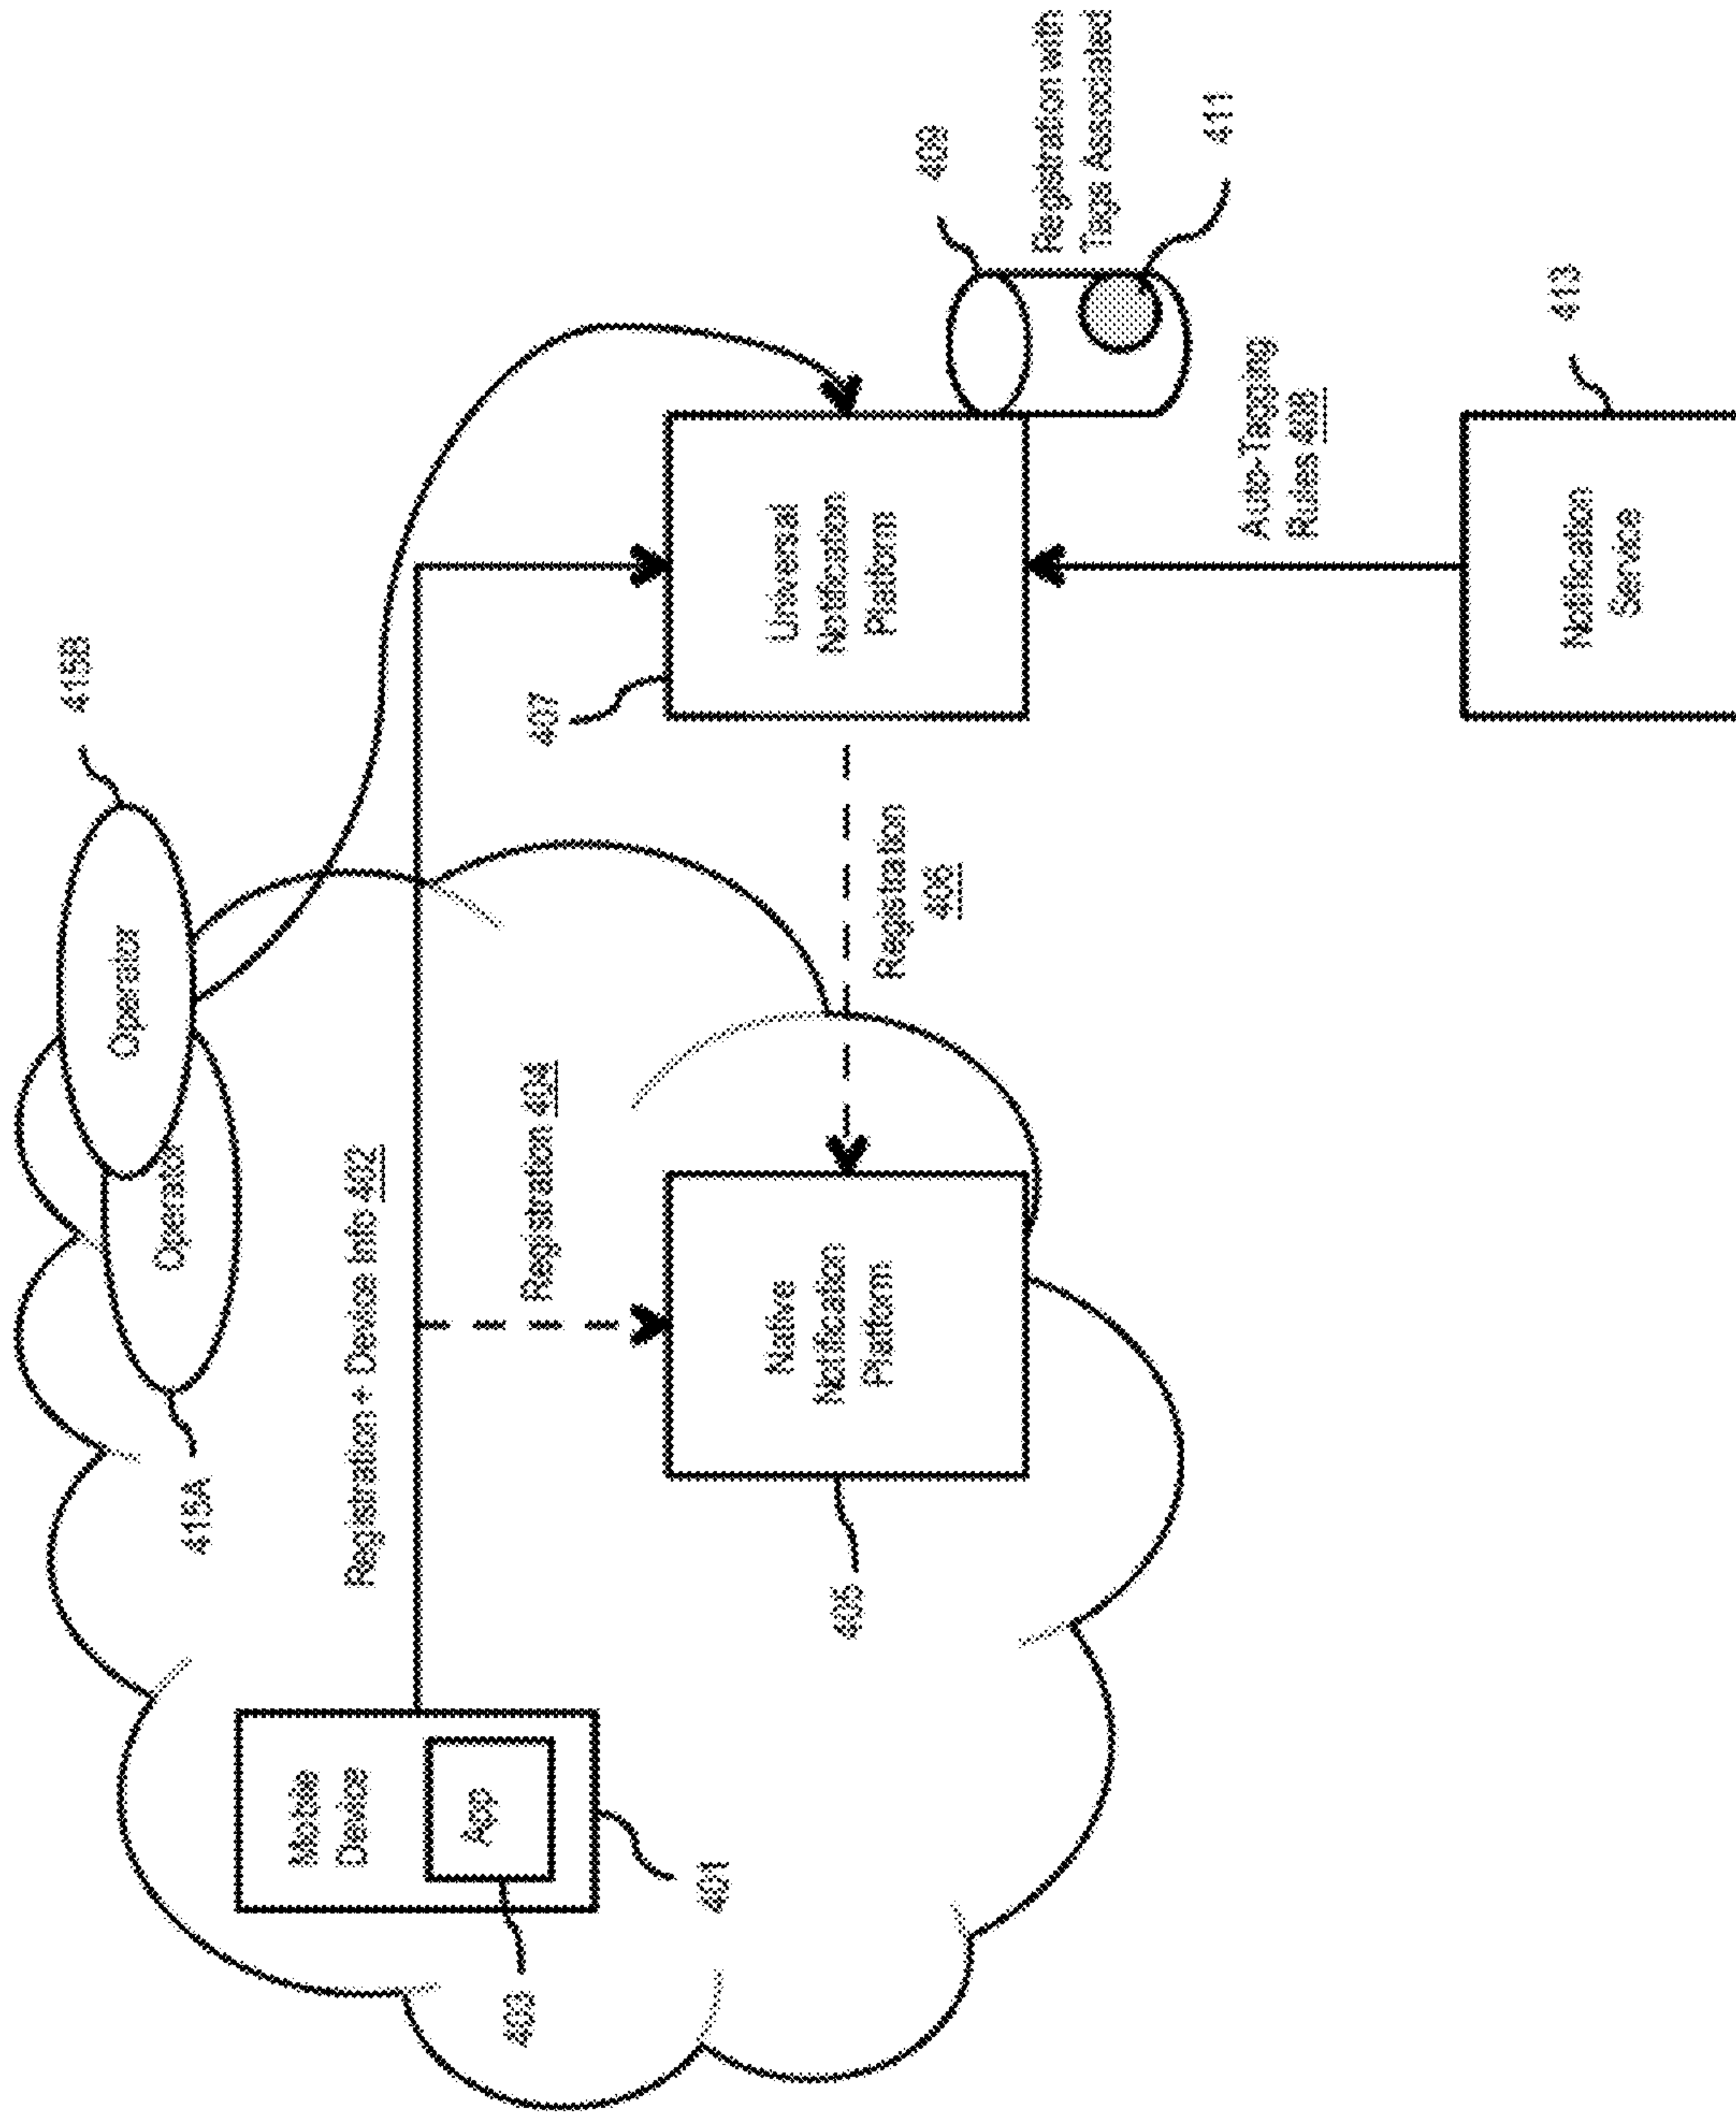 415B
Operator
Operator
415A
Registration + Device Info 402
Mobile
Device
App
403
401
Registration 404
407
Universal
Notification
Platform
Native
Notification
Platform
405
Registration
406
409
Registration with
Tags Associated
411
Auto-Tagging
Rules 408
413
Notification
Service